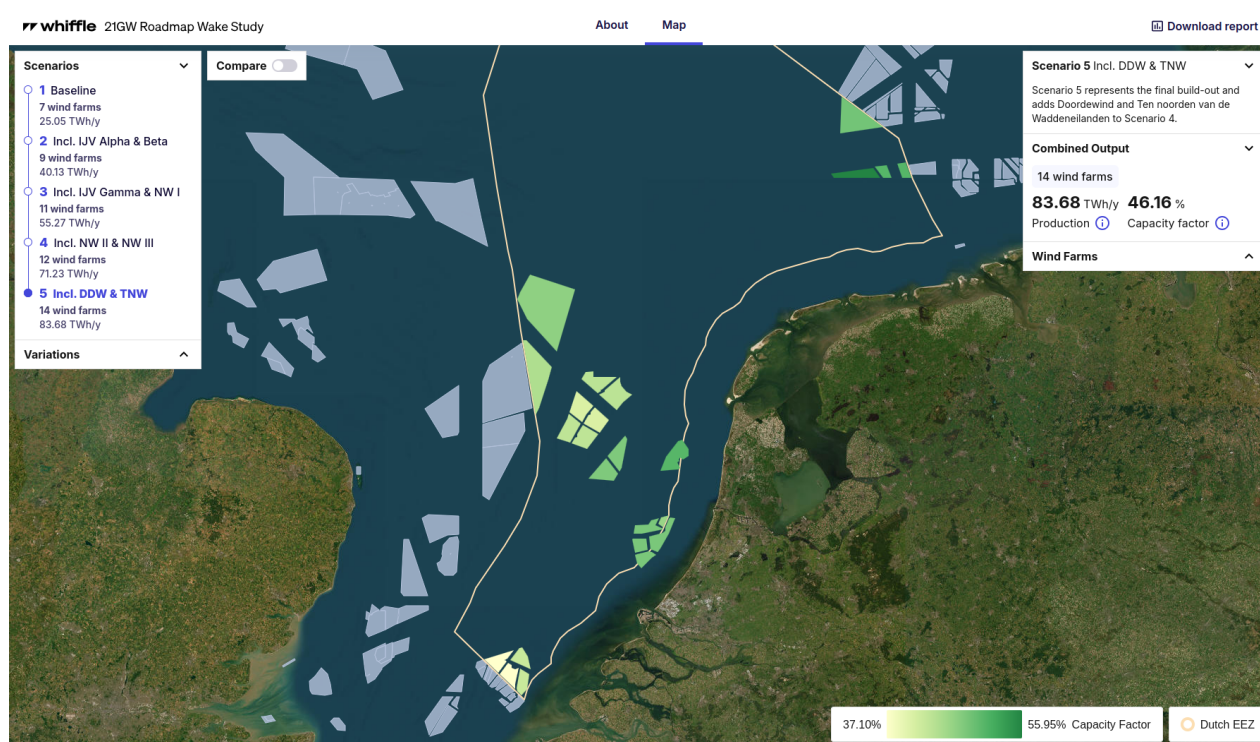 whiffle 21GW Roadmap Wake Study
About
Map
Download report
Scenarios
1 Baseline
7 wind farms
25.05 TWh/y
2 Incl. IJV Alpha & Beta
9 wind farms
40.13 TWh/y
3 Incl. IJV Gamma & NW I
11 wind farms
55.27 TWh/y
4 Incl. NW II & NW III
12 wind farms
71.23 TWh/y
5 Incl. DDW & TNW
14 wind farms
83.68 TWh/y
Variations
Compare
Scenario 5 Incl. DDW & TNW
Scenario 5 represents the final build-out and
adds Doordewind and Ten noorden van de
Waddeneilanden to Scenario 4.
Combined Output
14 wind farms
83.68 TWh/y 46.16 %
Production Capacity factor
Wind Farms
37.10% 55.95% Capacity Factor
Dutch EEZ